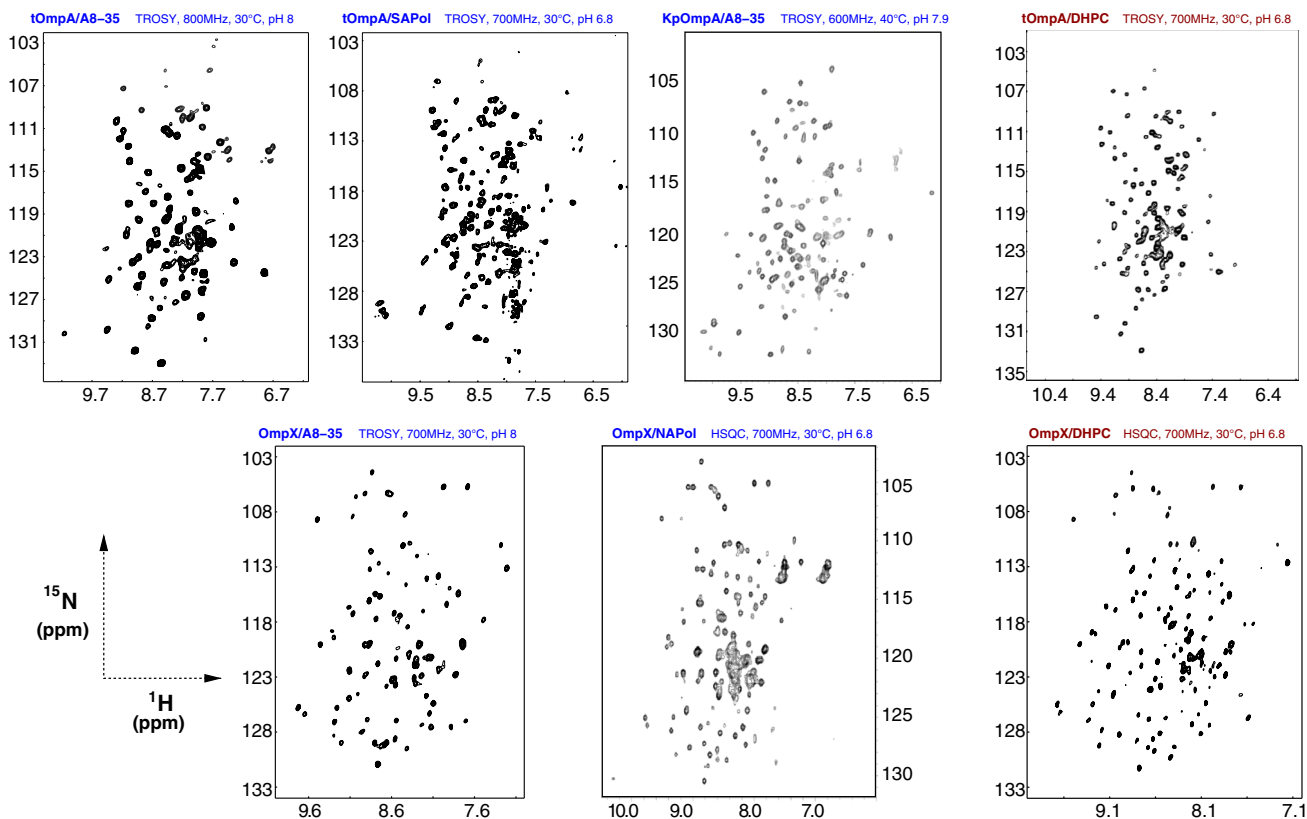 tOmpA/A8–35 TROSY, 800MHz, 30°C, pH 8
103
107
111
115
119
123
127
131
9.7 8.7 7.7 6.7
tOmpA/SAPol TROSY, 700MHz, 30°C, pH 6.8
103
108
113
118
123
128
133
9.0 8.0 7.0 6.0
KpOmpA/A8–35 TROSY, 600MHz, 40°C, pH 7.9
105
110
115
120
125
130
9.5 8.5 7.5 6.5
tOmpA/DHPC TROSY, 700MHz, 30°C, pH 6.8
103
107
111
115
119
123
127
131
135
10.4 9.4 8.4 7.4 6.4
15N
(ppm)
1H
(ppm)
OmpX/A8–35 TROSY, 700MHz, 30°C, pH 8
103
108
113
118
123
128
133
9.6 8.6 7.6
OmpX/NAPol HSQC, 700MHz, 30°C, pH 6.8
105
110
115
120
125
130
10.0 9.0 8.0 7.0
OmpX/DHPC HSQC, 700MHz, 30°C, pH 6.8
103
108
113
118
123
128
133
9.1 8.1 7.1